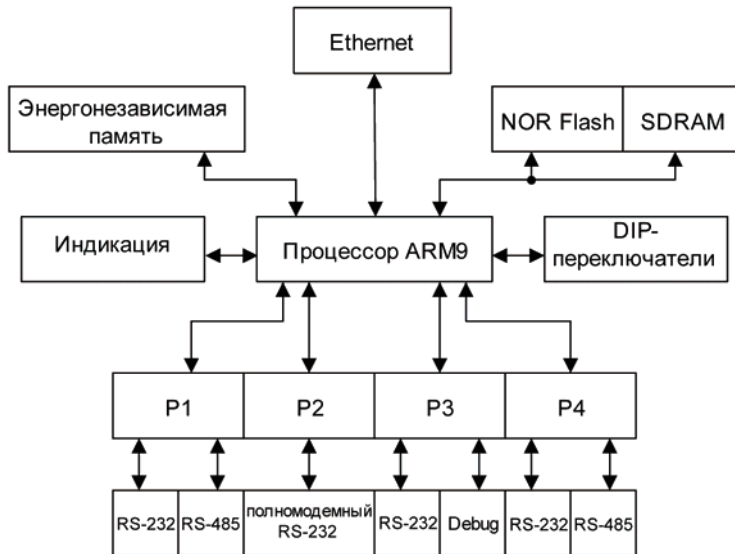 Ethernet
Энергонезависимая
память
NOR Flash
SDRAM
Индикация
Процессор ARM9
DIP-
переключатели
P1
P2
P3
P4
RS-232
RS-485
полномодемный
RS-232
RS-232
Debug
RS-232
RS-485